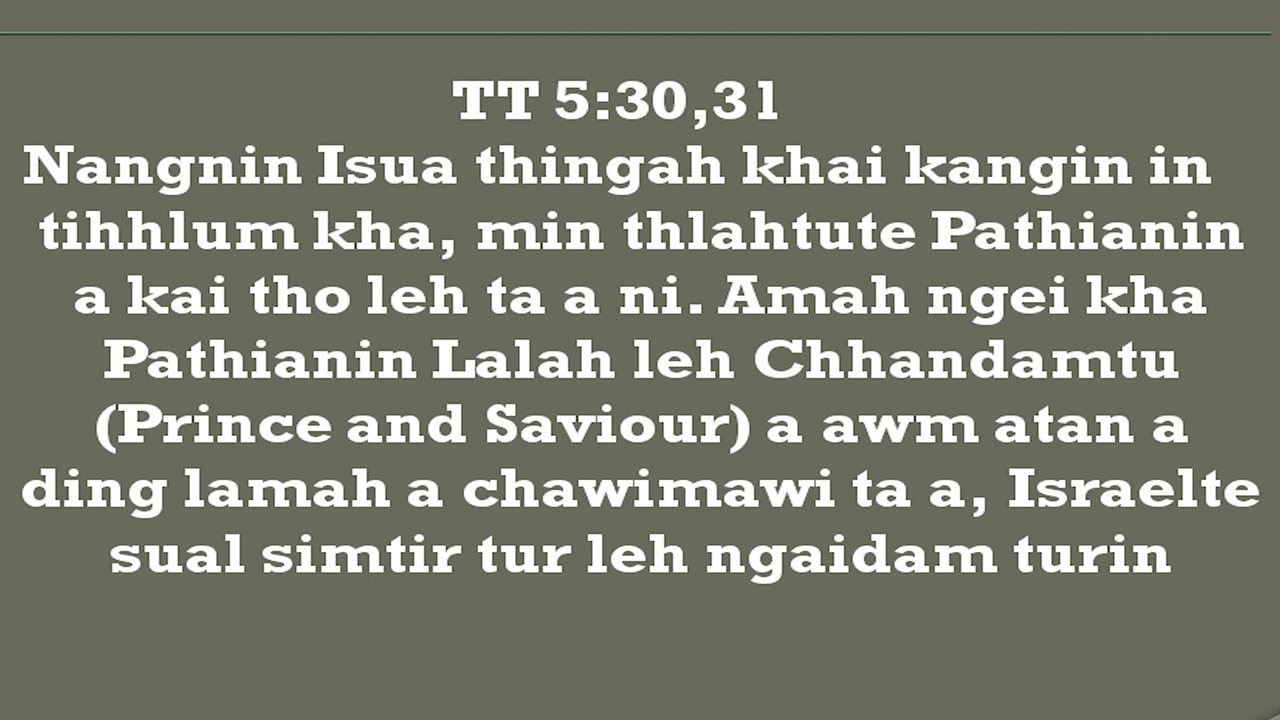 TT 5:30,31
Nangnin Isua thingah khai kangin in
tihhlum kha, min thlahtute Pathianin
a kai tho leh ta a ni. Amah ngei kha
Pathianin Lalah leh Chhandamtu
(Prince and Saviour) a awm atan a
ding lamah a chawimawi ta a, Israelte
sual simtir tur leh ngaidam turin